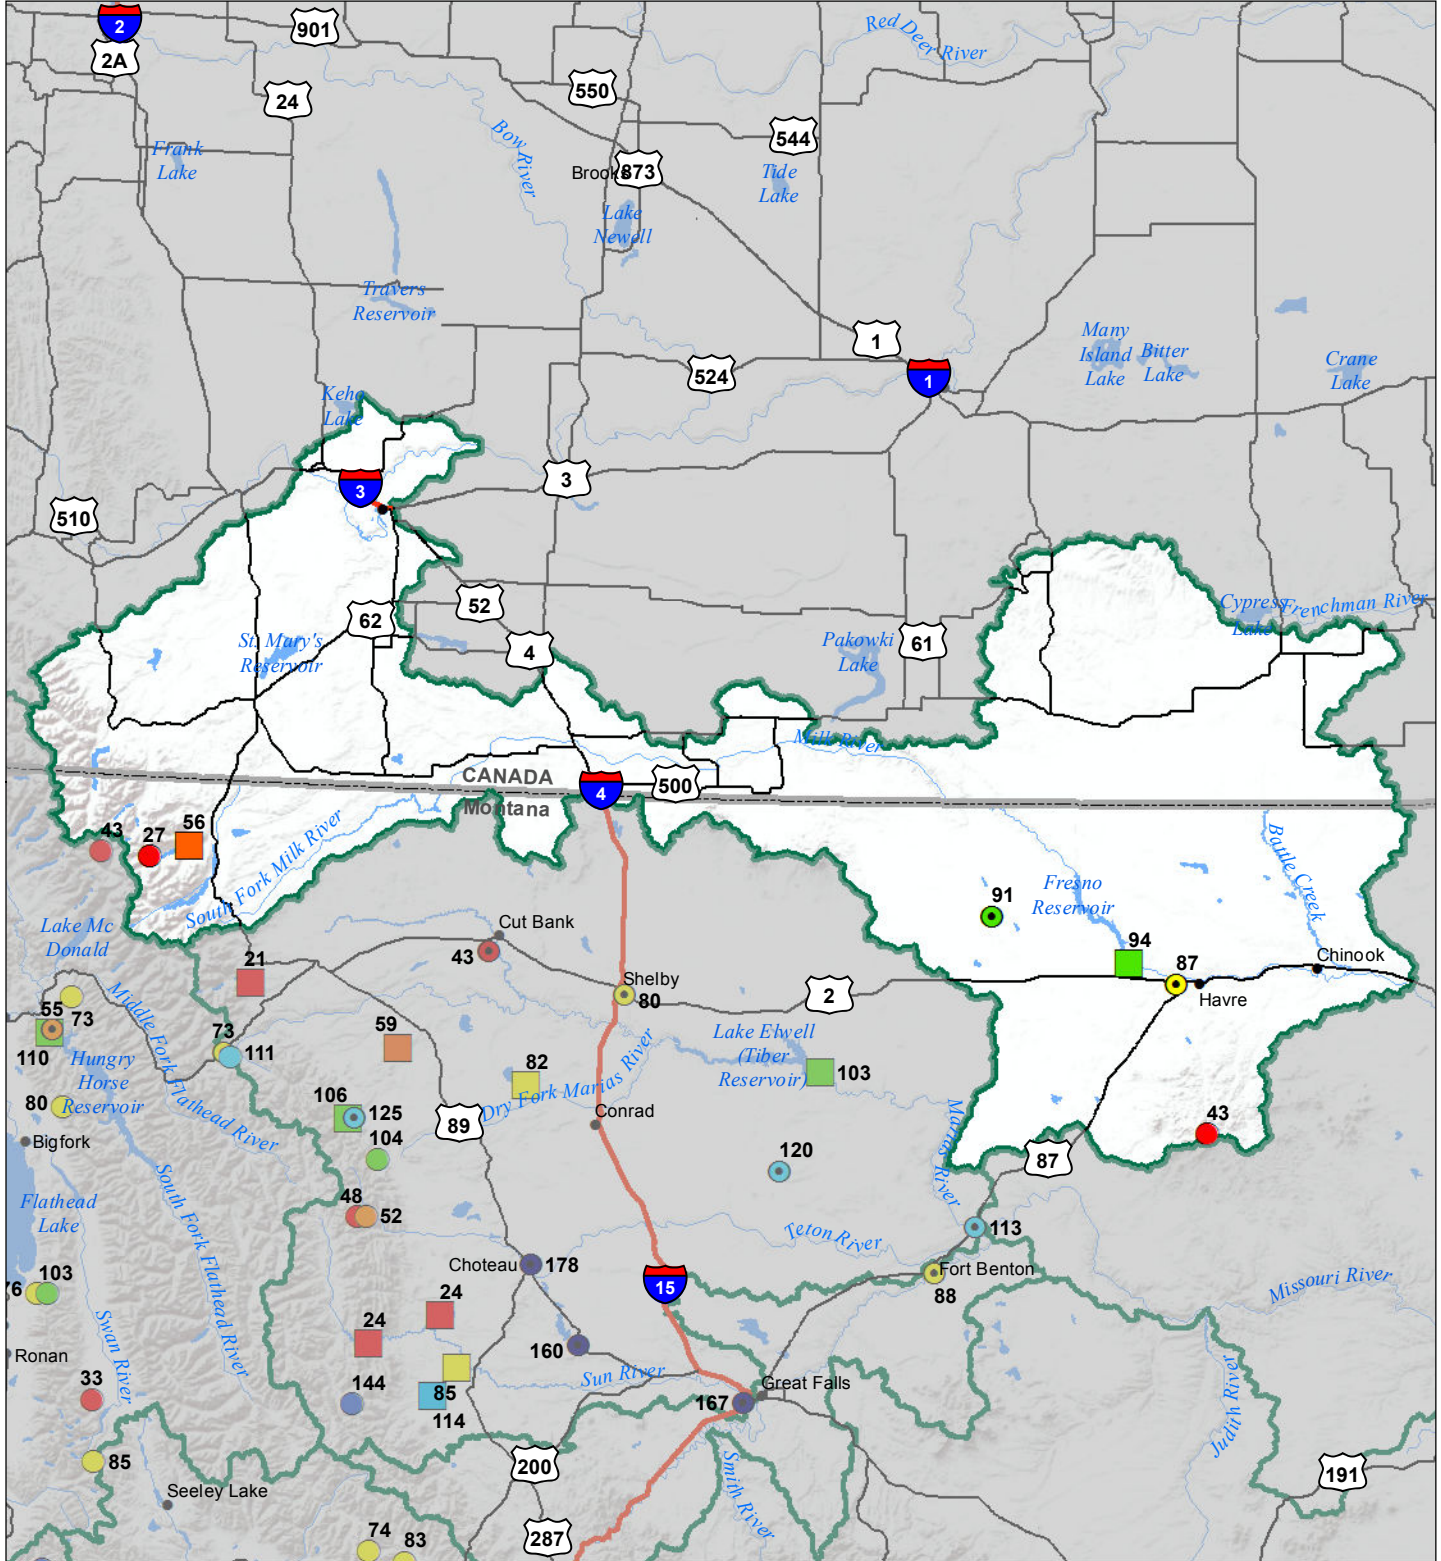 2
901
2A
24
550
Red Deer River
544
Bow River
Frank
Lake
Brooks
873
Tide
Lake
Lake
Newell
Travers
Reservoir
1
Many
Island
Lake
Bitter
Lake
Crane
Lake
524
1
Keho
Lake
3
3
510
52
62
4
61
Pakowki
Lake
Cypress
Lake
Frenchman River
St. Mary's
Reservoir
Milk River
CANADA
Montana
4
500
43
27
56
South Fork Milk River
Battle Creek
Fresno
Reservoir
91
94
87
Chinook
Havre
Lake Mc
Donald
Cut Bank
43
21
Shelby
80
2
55
73
110
Middle Fork Flathead River
73
111
59
Lake Elwell
(Tiber
Reservoir)
103
82
Dry Fork Marias River
Hungry
Horse
Reservoir
80
Bigfork
106
125
104
89
Conrad
120
Marias River
43
87
Flathead
Lake
South Fork Flathead River
48
52
Teton River
113
Choteau
178
15
Fort Benton
88
Missouri River
76
103
Swan River
24
24
160
Sun River
Ronan
33
144
85
114
Great Falls
167
Judith River
85
200
Smith River
191
Seeley Lake
74
83
287